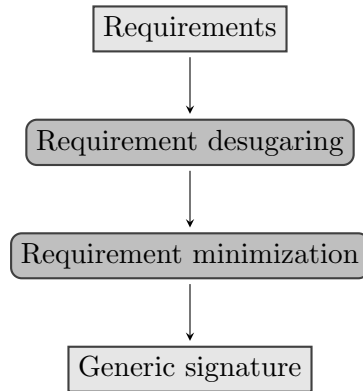 Requirements
Requirement desugaring
Requirement minimization
Generic signature